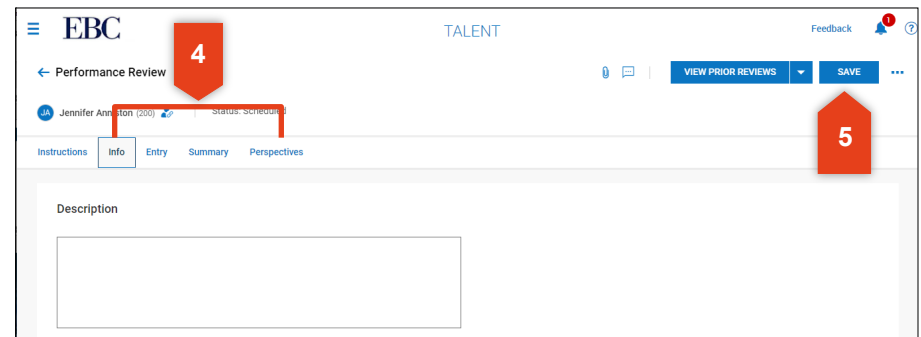 EBC TALENT Feedback 1 ?
4
Performance Review VIEW PRIOR REVIEWS SAVE
JA Jennifer Anniston (200) Status: Scheduled
5
Instructions Info Entry Summary Perspectives
Description